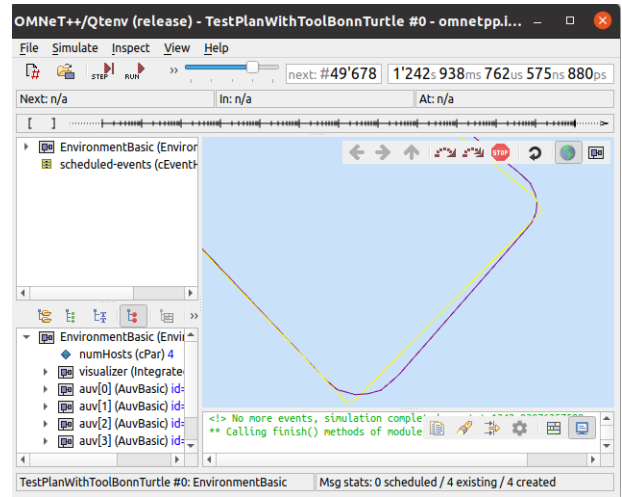 OMNeT++/Qtenv (release) - TestPlanWithToolBonnTurtle #0 - omnetpp.i...
File Simulate Inspect View Help
STEP RUN » next: #49'678 1'242s 938ms 762us 575ns 880ps
Next: n/a In: n/a At: n/a
[ ]
EnvironmentBasic (Environ
scheduled-events (cEventH
STOP
»
EnvironmentBasic (Envi
numHosts (cPar) 4
visualizer (Integrate
auv[0] (AuvBasic) id=
auv[1] (AuvBasic) id=
auv[2] (AuvBasic) id=
auv[3] (AuvBasic) id=
<!> No more events, simulation
** Calling finish() methods of module
TestPlanWithToolBonnTurtle #0: EnvironmentBasic Msg stats: 0 scheduled / 4 existing / 4 created